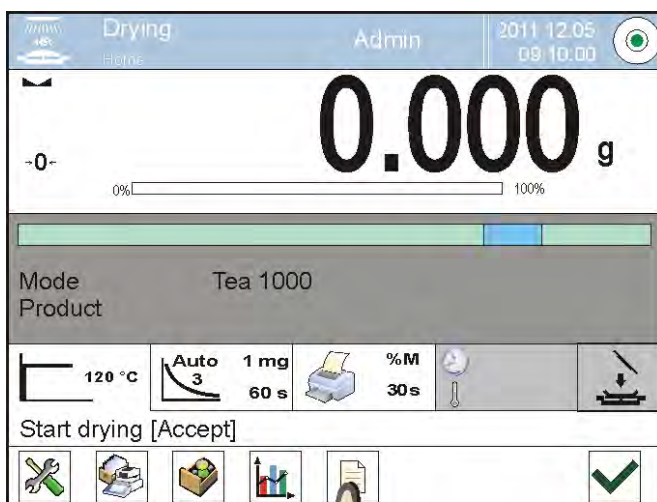 Drying
Home
Admin
2011.12.05
09:10:00
0.000 g
→0←
0% 100%
Mode Tea 1000
Product
120 °C
Auto 1 mg
3 60 s
%M
30s
Start drying [Accept]